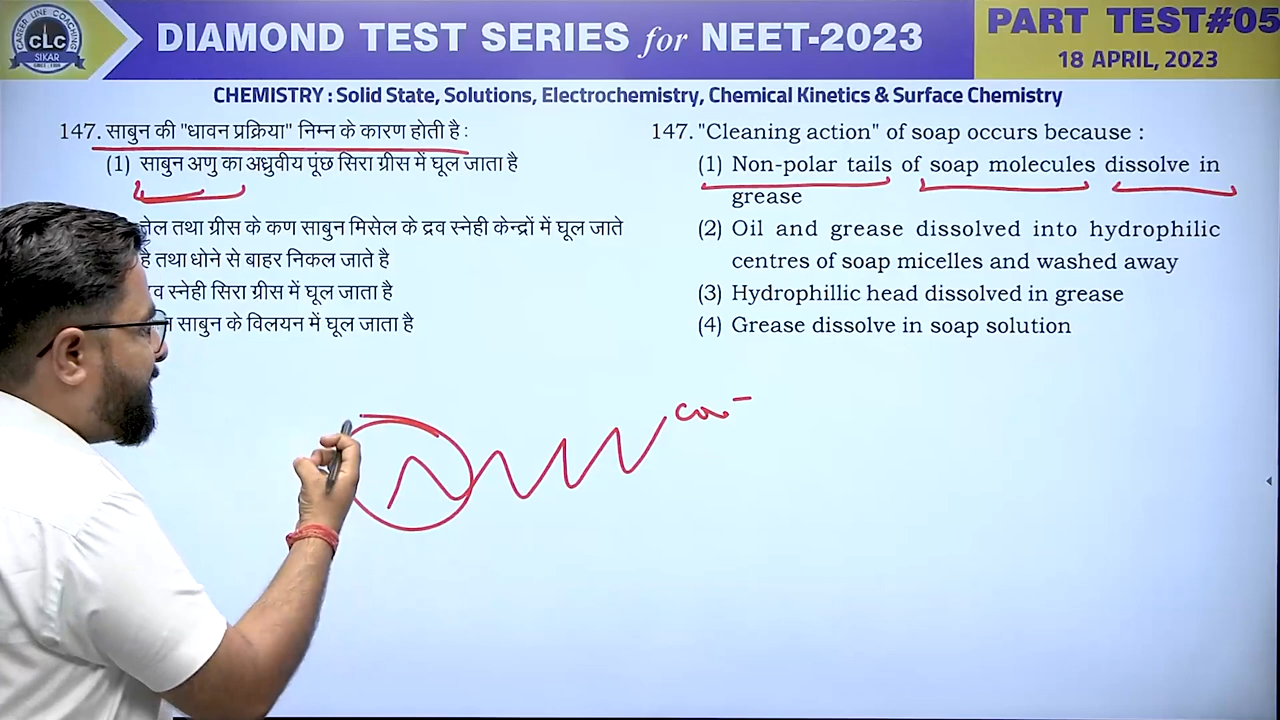 CAREER LINE COACHING
CLC
SIKAR
DIAMOND TEST SERIES for NEET-2023
PART TEST#05
18 APRIL, 2023
CHEMISTRY : Solid State, Solutions, Electrochemistry, Chemical Kinetics & Surface Chemistry
147. साबुन की "धावन प्रक्रिया" निम्न के कारण होती है :
(1) साबुन अणु का अध्रुवीय पूंछ सिरा ग्रीस में घूल जाता है
तेल तथा ग्रीस के कण साबुन मिसेल के द्रव स्नेही केन्द्रों में घूल जाते
है तथा धोने से बाहर निकल जाते है
स्नेही सिरा ग्रीस में घूल जाता है
साबुन के विलयन में घूल जाता है
147. "Cleaning action" of soap occurs because :
(1) Non-polar tails of soap molecules dissolve in
grease
(2) Oil and grease dissolved into hydrophilic
centres of soap micelles and washed away
(3) Hydrophillic head dissolved in grease
(4) Grease dissolve in soap solution